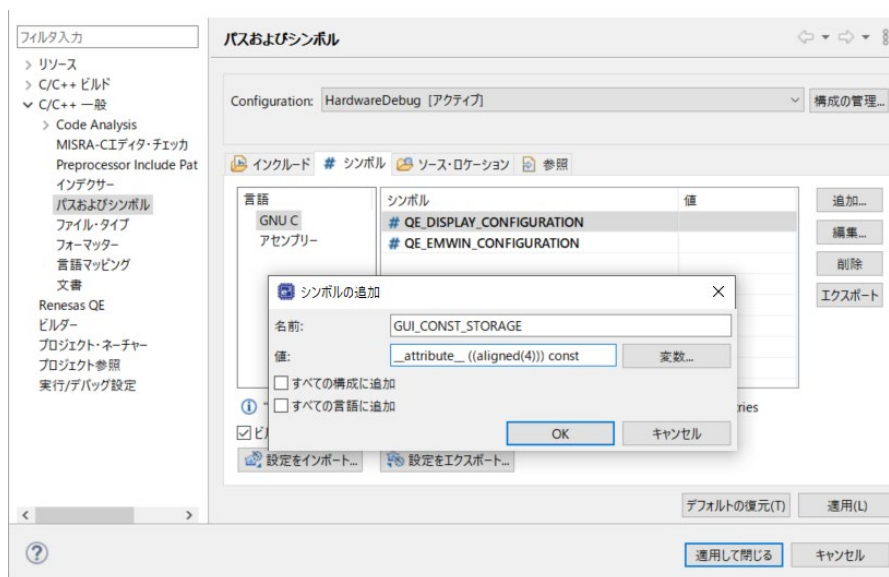 フィルタ入力
パスおよびシンボル
リソース
C/C++ ビルド
C/C++ 一般
Code Analysis
MISRA-Cエディタ・チェッカ
Preprocessor Include Pat
インデクサー
パスおよびシンボル
ファイル・タイプ
フォーマッター
言語マッピング
文書
Renesas QE
ビルダー
プロジェクト・ネーチャー
プロジェクト参照
実行/デバッグ設定
Configuration: HardwareDebug [アクティブ]
構成の管理...
インクルード # シンボル ソース・ロケーション 参照
言語
GNU C
アセンブリー
シンボル 値
# QE_DISPLAY_CONFIGURATION
# QE_EMWIN_CONFIGURATION
追加...
編集...
削除
エクスポート
シンボルの追加
名前: GUI_CONST_STORAGE
値: __attribute__ ((aligned(4))) const 変数...
すべての構成に追加
すべての言語に追加
OK キャンセル
ries
設定をインポート... 設定をエクスポート...
デフォルトの復元(T) 適用(L)
適用して閉じる キャンセル